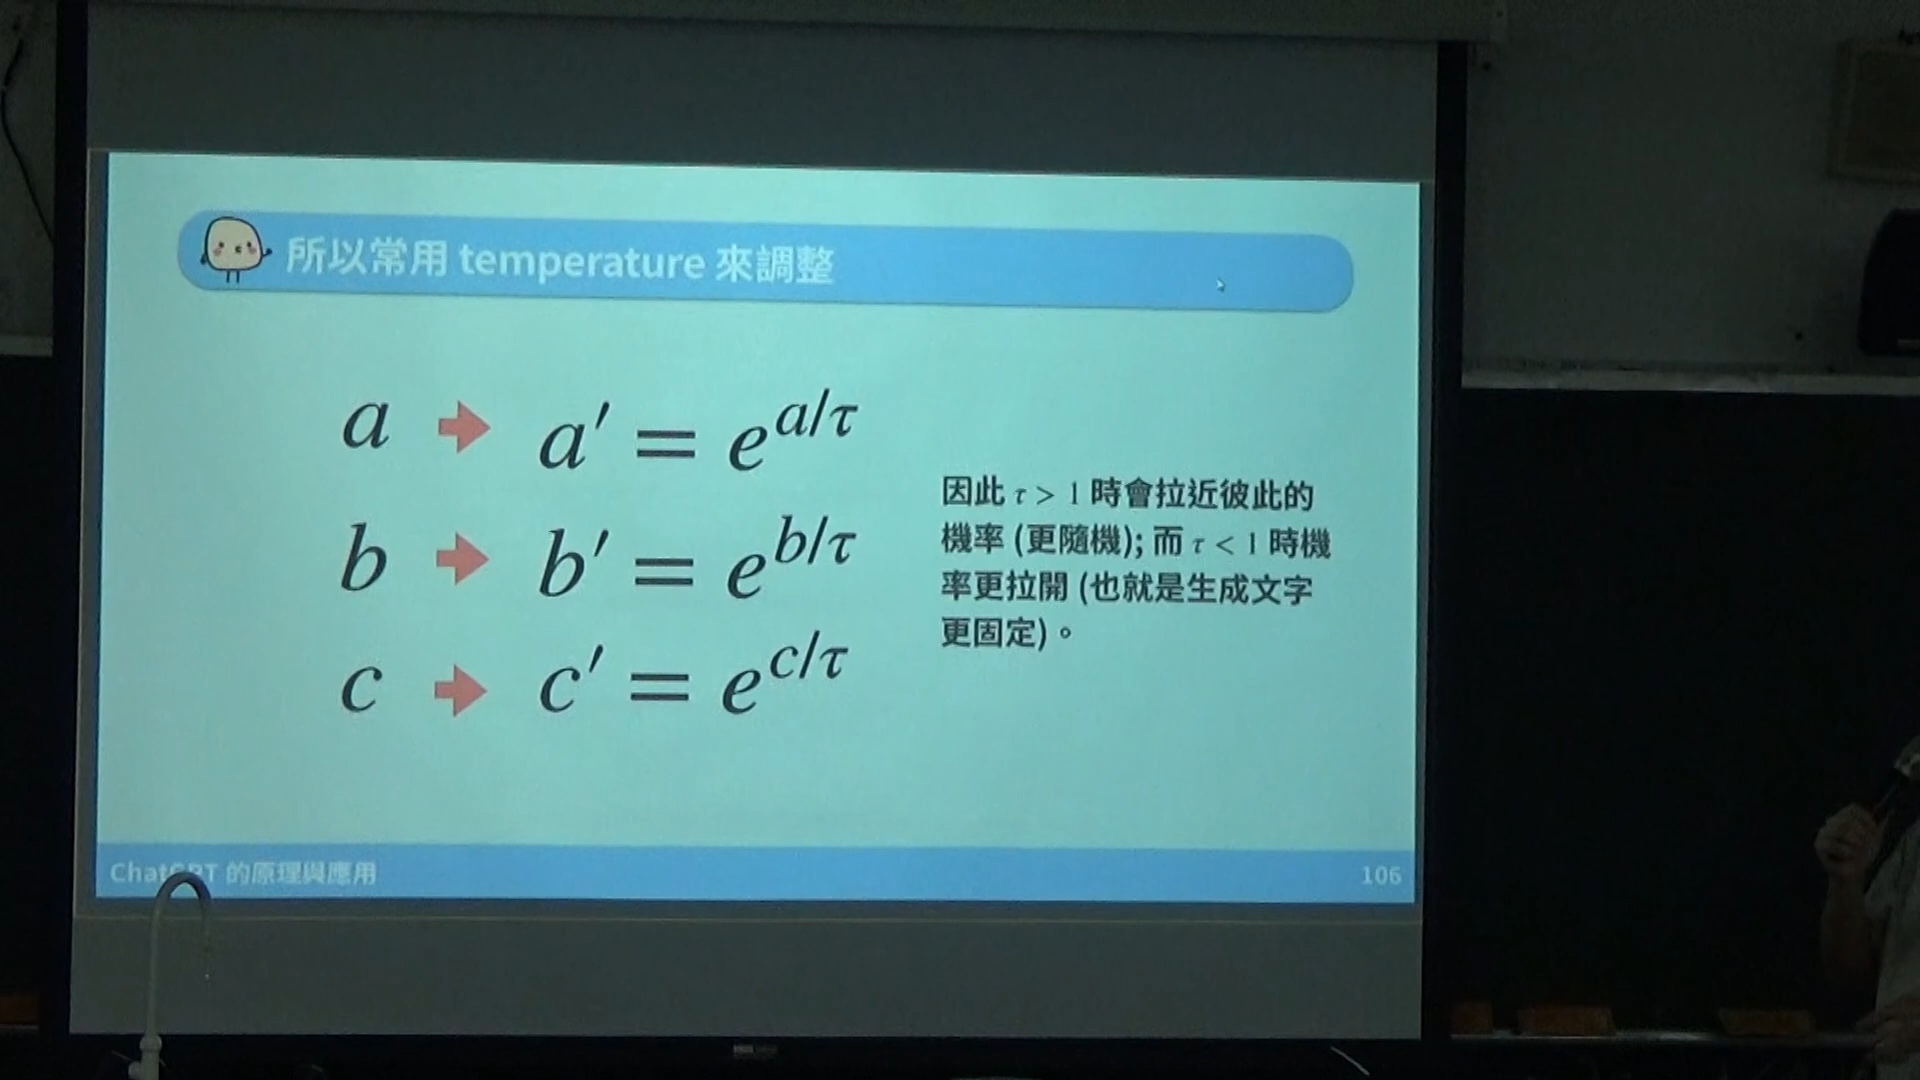 所以常用 temperature 來調整
a → a′ = e^{a/τ}
b → b′ = e^{b/τ}
c → c′ = e^{c/τ}
因此 τ > 1 時會拉近彼此的
機率 (更隨機); 而 τ < 1 時機
率更拉開 (也就是生成文字
更固定)。
ChatGPT 的原理與應用
106